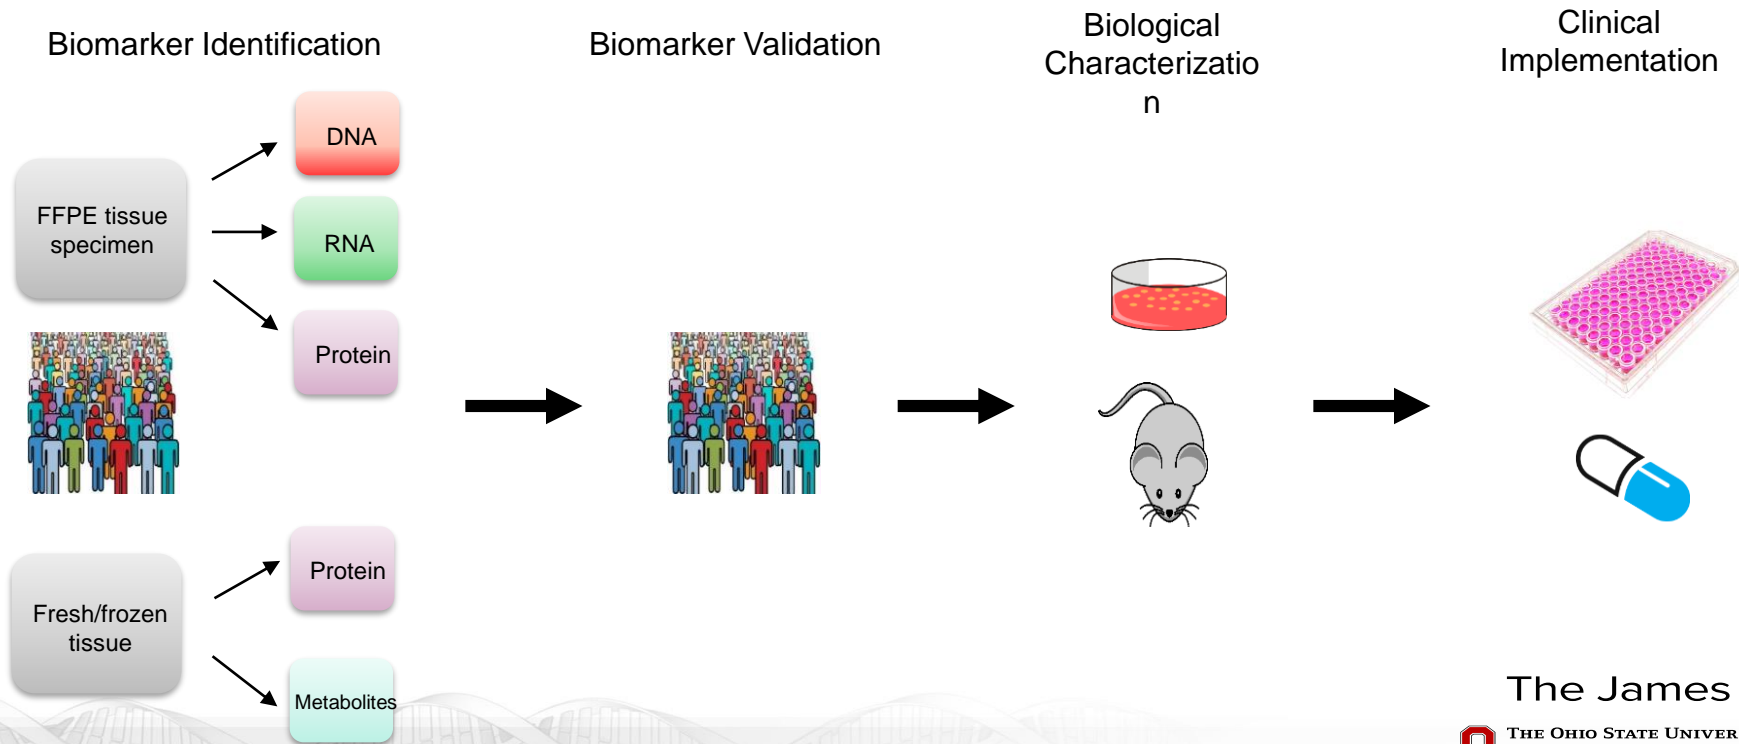 Biomarker Identification
Biomarker Validation
Biological
Characterizatio
n
Clinical
Implementation
FFPE tissue
specimen
DNA
RNA
Protein
Fresh/frozen
tissue
Protein
Metabolites
The James
THE OHIO STATE UNIVER